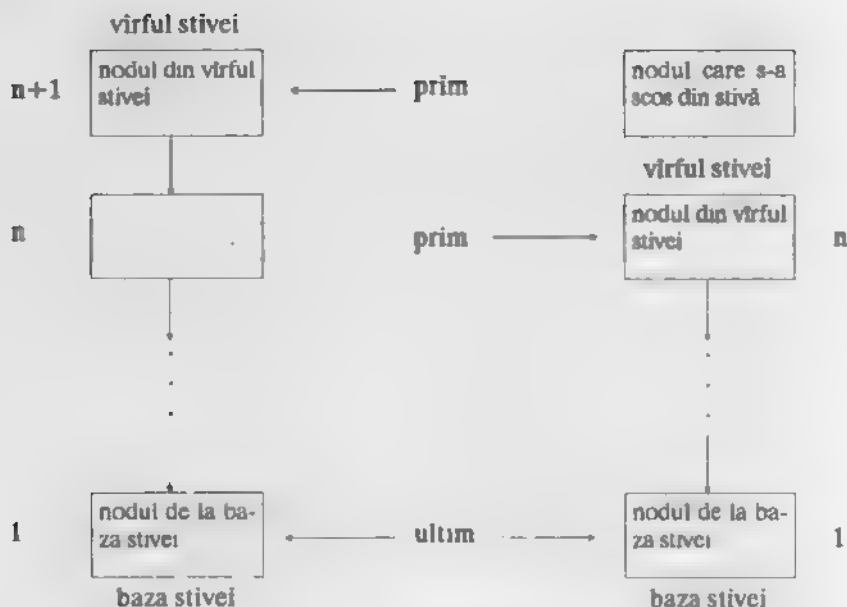 vîrful stivei
n+1
nodul din vîrful
stivei
prim
nodul care s-a
scos din stivă
vîrful stivei
n
prim
nodul din vîrful
stivei
n
1
nodul de la ba-
za stivei
ultim
nodul de la ba-
za stivei
1
baza stivei
baza stivei